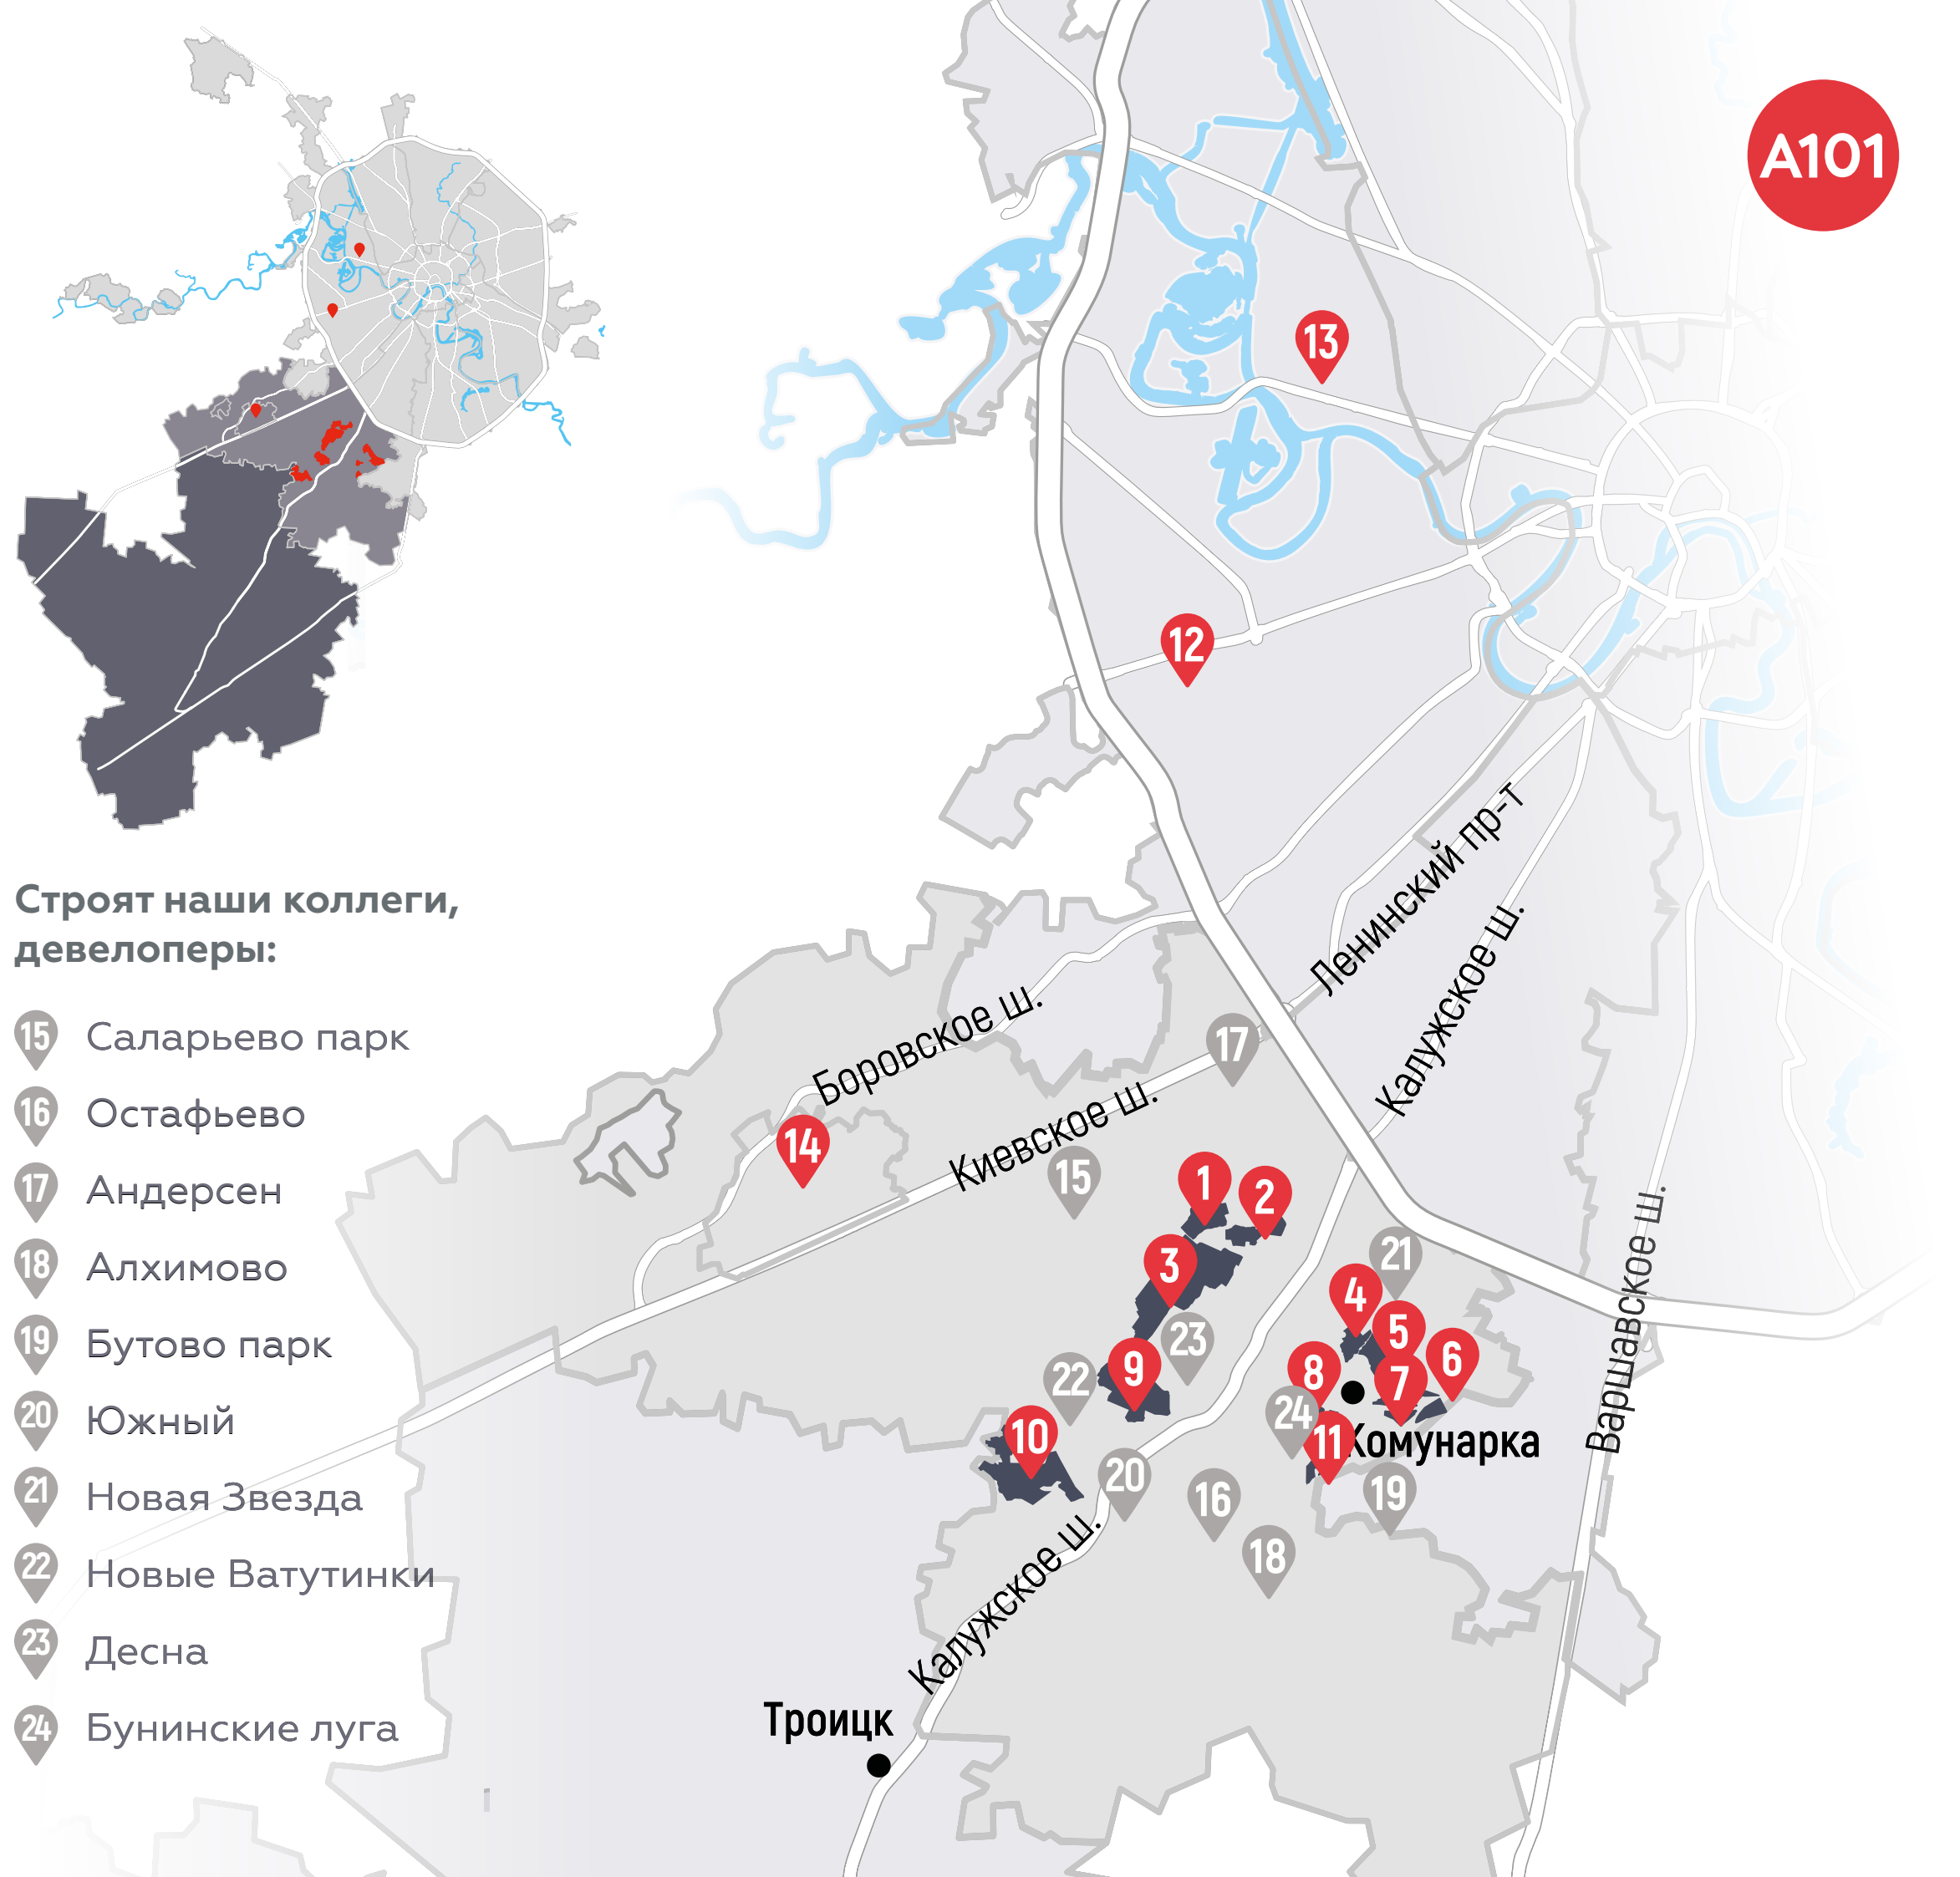 А101
13
12
Ленинский пр-т
Калужское ш.
Строят наши коллеги,
девелоперы:
15 Саларьево парк
16 Остафьево
17 Андерсен
18 Алхимово
19 Бутово парк
20 Южный
21 Новая Звезда
22 Новые Ватутинки
23 Десна
24 Бунинские луга
Боровское ш.
17
Киевское ш.
14
15
1
2
3
21
4
5
6
23
9
22
8
7
24
10
11
Комунарка
Варшавское ш.
20
16
19
18
Калужское ш.
Троицк